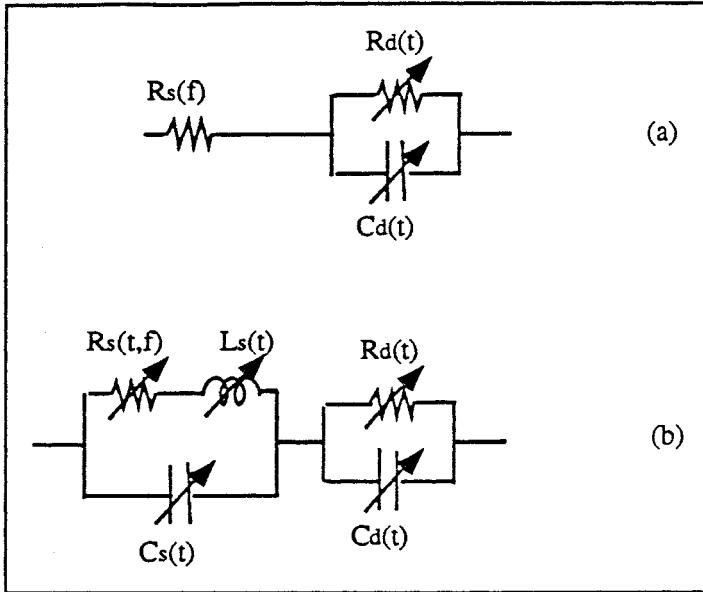 Rd(t)
Rs(f)
(a)
Cd(t)
Rs(t,f) Ls(t) Rd(t)
(b)
Cs(t) Cd(t)